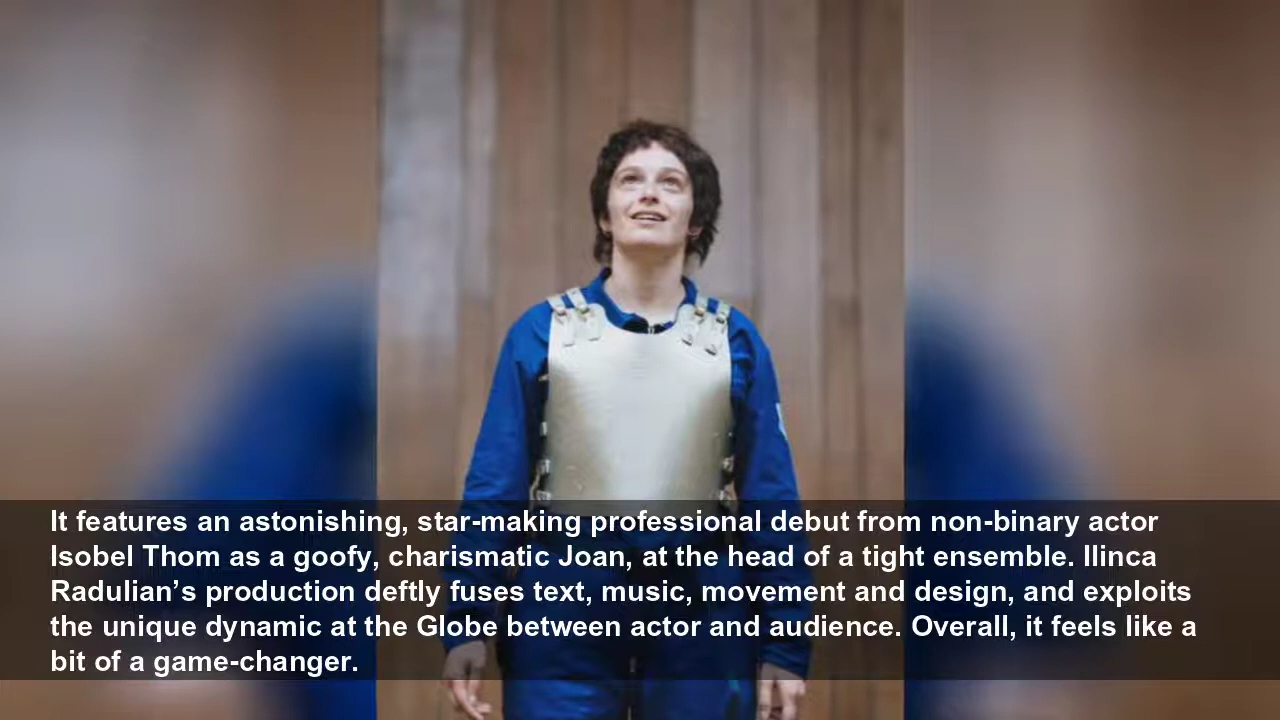 It features an astonishing, star-making professional debut from non-binary actor
Isobel Thom as a goofy, charismatic Joan, at the head of a tight ensemble. Ilinca
Radulian’s production deftly fuses text, music, movement and design, and exploits
the unique dynamic at the Globe between actor and audience. Overall, it feels like a
bit of a game-changer.